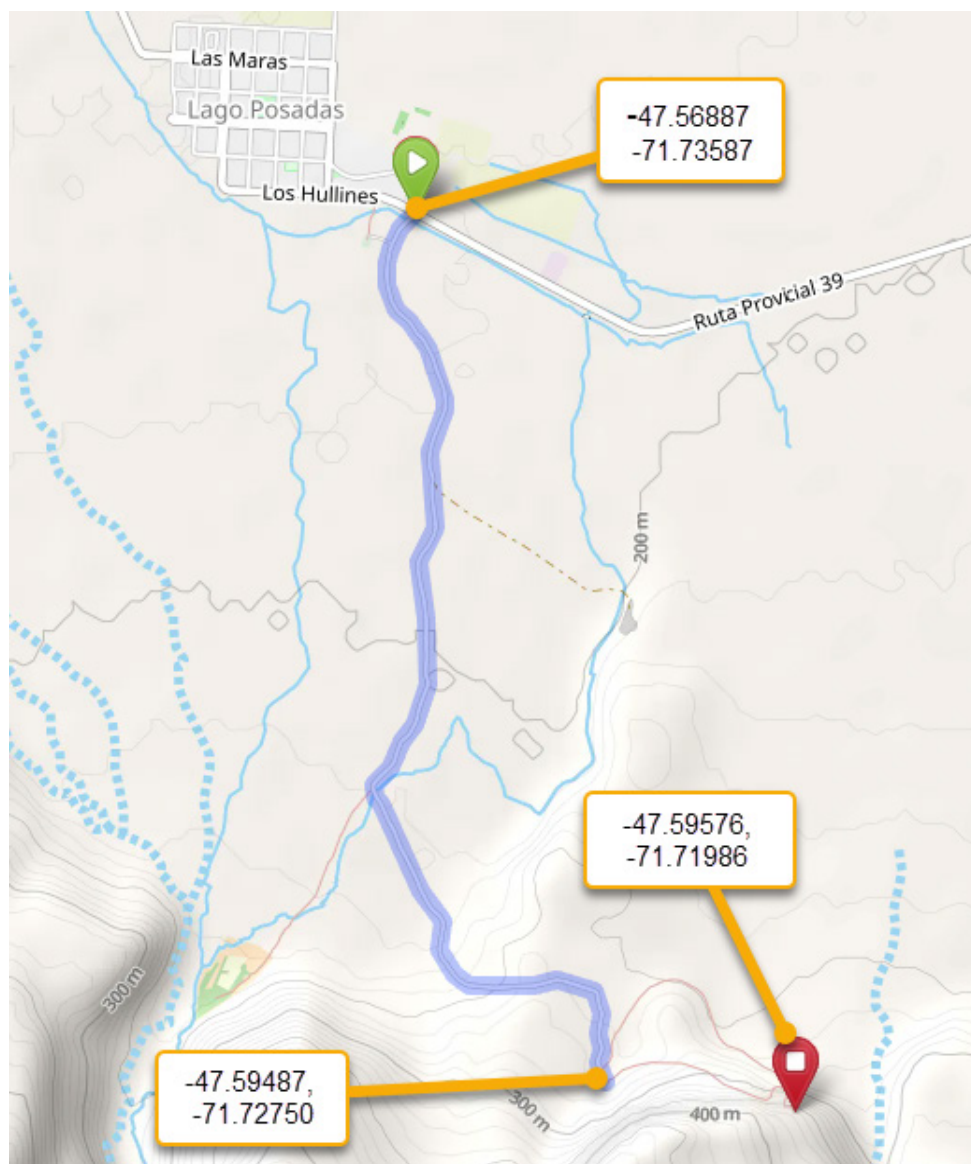 Las Maras
Lago Posadas
-47.56887
-71.73587
Los Hullines
Ruta Provicial 39
200 m
-47.59576,
-71.71986
300 m
-47.59487,
-71.72750
300 m
400 m